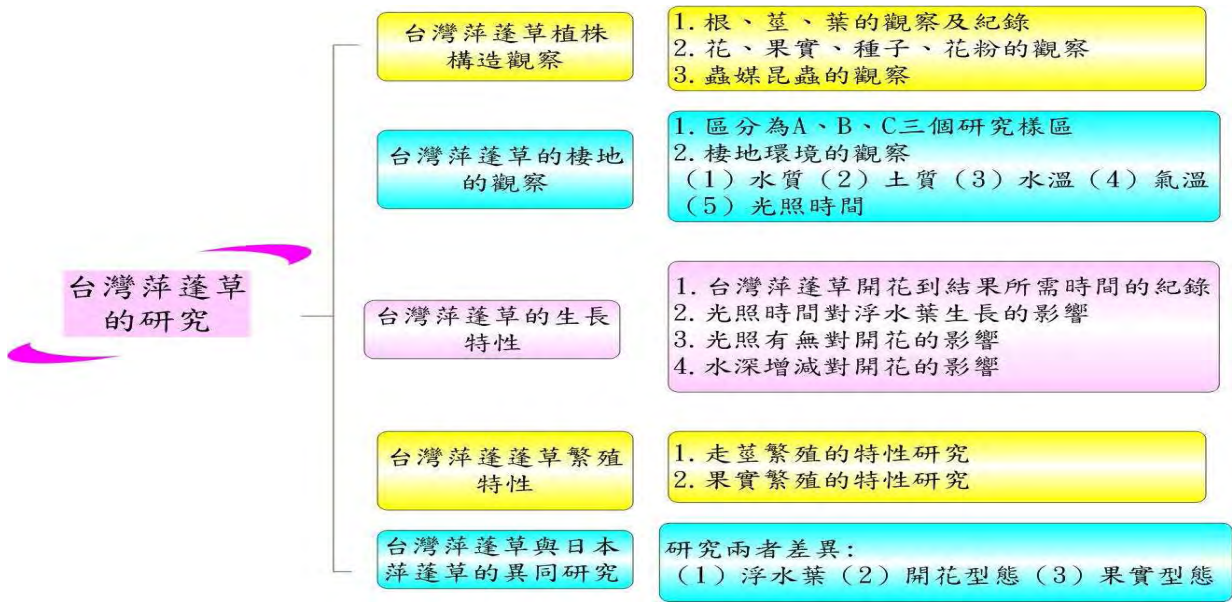 台灣萍蓬草
的研究
台灣萍蓬草植株
構造觀察
1. 根、莖、葉的觀察及紀錄
2. 花、果實、種子、花粉的觀察
3. 蟲媒昆蟲的觀察
台灣萍蓬草的棲地
的觀察
1. 區分為A、B、C三個研究樣區
2. 棲地環境的觀察
(1) 水質 (2) 土質 (3) 水溫 (4) 氣溫
(5) 光照時間
台灣萍蓬草的生長
特性
1. 台灣萍蓬草開花到結果所需時間的紀錄
2. 光照時間對浮水葉生長的影響
3. 光照有無對開花的影響
4. 水深增減對開花的影響
台灣萍蓬蓬草繁殖
特性
1. 走莖繁殖的特性研究
2. 果實繁殖的特性研究
台灣萍蓬草與日本
萍蓬草的異同研究
研究兩者差異:
(1) 浮水葉 (2) 開花型態 (3) 果實型態